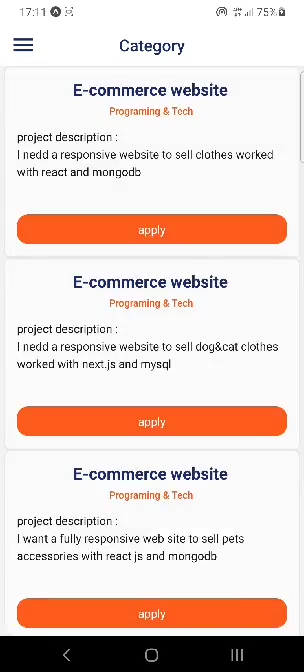 17:11 75%
Category
E-commerce website
Programing & Tech
project description :
I nedd a responsive website to sell clothes worked
with react and mongodb
apply
E-commerce website
Programing & Tech
project description :
I nedd a responsive website to sell dog&cat clothes
worked with next.js and mysql
apply
E-commerce website
Programing & Tech
project description :
I want a fully responsive web site to sell pets
accessories with react js and mongodb
apply